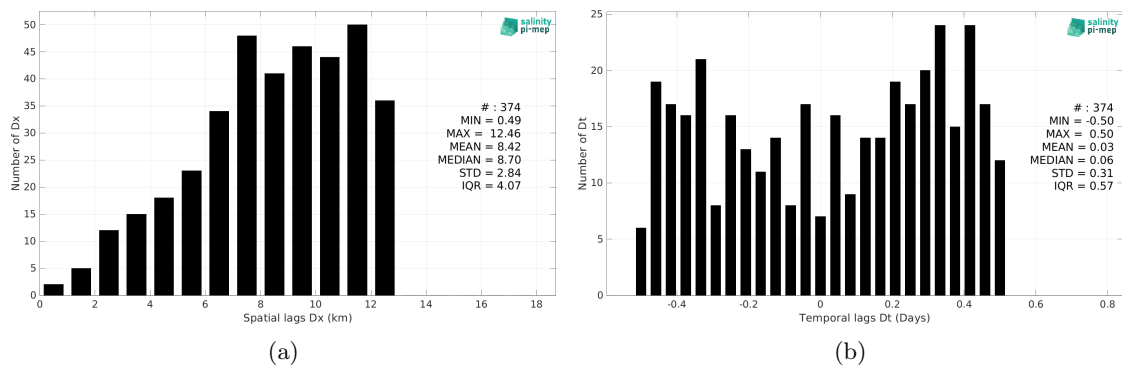 50
45
40
35
30
25
20
15
10
5
0
Number of Dx
0
2
4
6
8
10
12
14
16
18
Spatial lags Dx (km)
salinity
pi-mep
# : 374
MIN = 0.49
MAX = 12.46
MEAN = 8.42
MEDIAN = 8.70
STD = 2.84
IQR = 4.07
(a)
25
20
15
10
5
0
Number of Dt
-0.4
-0.2
0
0.2
0.4
0.6
0.8
Temporal lags Dt (Days)
salinity
pi-mep
# : 374
MIN = -0.50
MAX = 0.50
MEAN = 0.03
MEDIAN = 0.06
STD = 0.31
IQR = 0.57
(b)